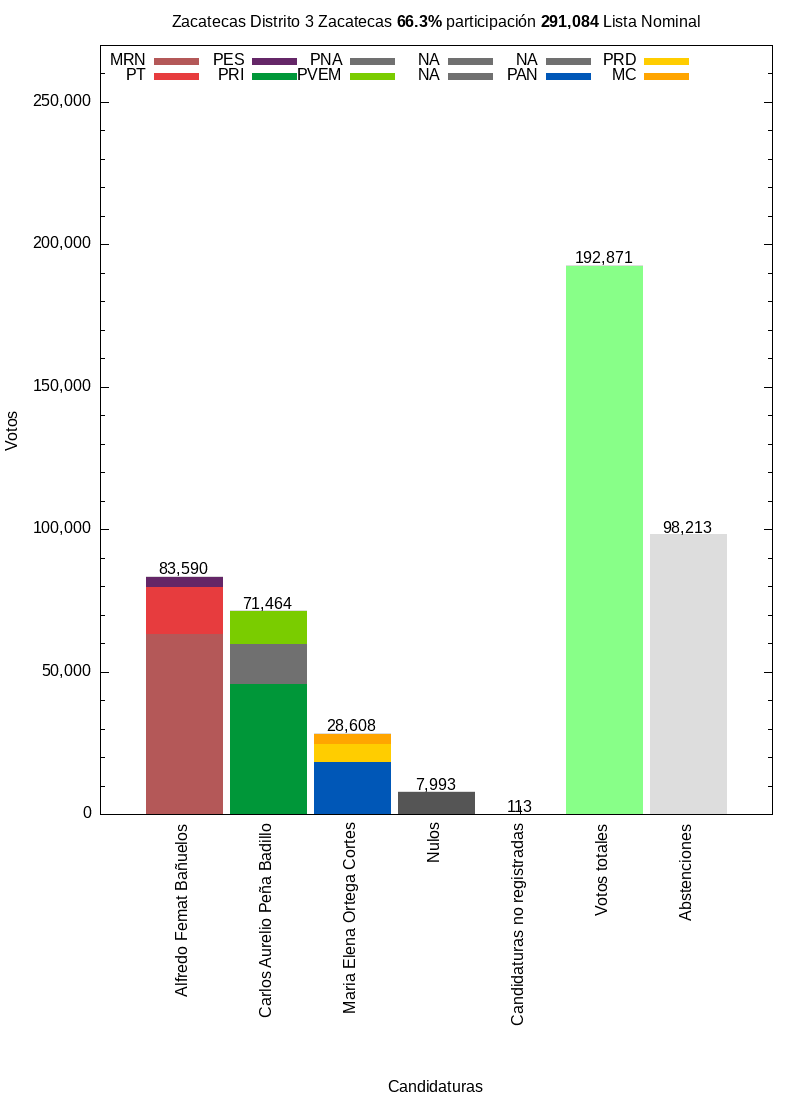 Zacatecas Distrito 3 Zacatecas 66.3% participación 291,084 Lista Nominal
MRN PES PNA NA NA PRD
PT PRI PVEM NA PAN MC
250,000
200,000
150,000
100,000
50,000
0
Votos
83,590
71,464
28,608
7,993
113
192,871
98,213
Alfredo Femat Bañuelos
Carlos Aurelio Peña Badillo
Maria Elena Ortega Cortes
Nulos
Candidaturas no registradas
Votos totales
Abstenciones
Candidaturas